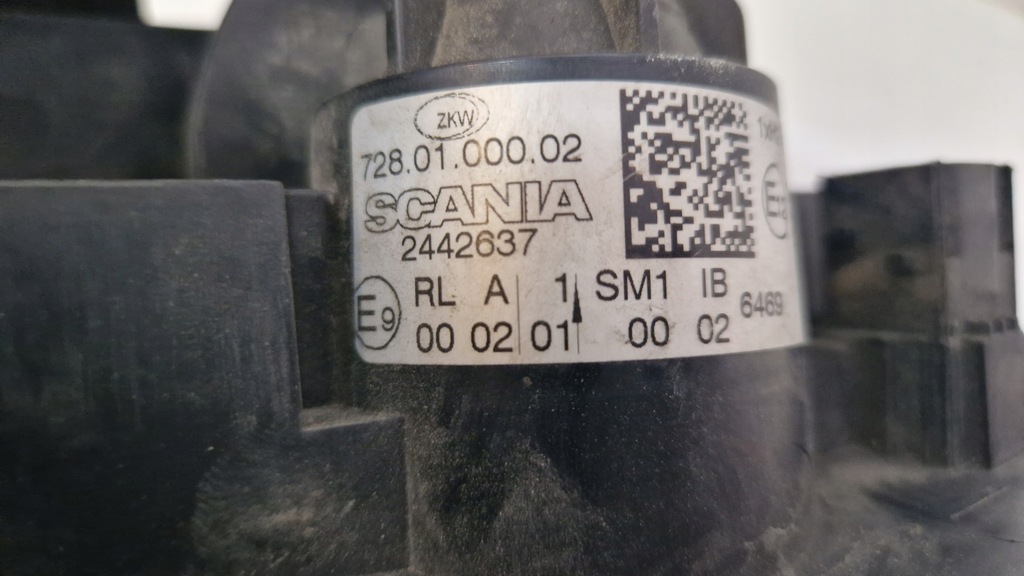 ZKW
728.01.000.02
SCANIA
2442637
E9
RL A 1 SM1 IB
00 02 01 00 02
6469